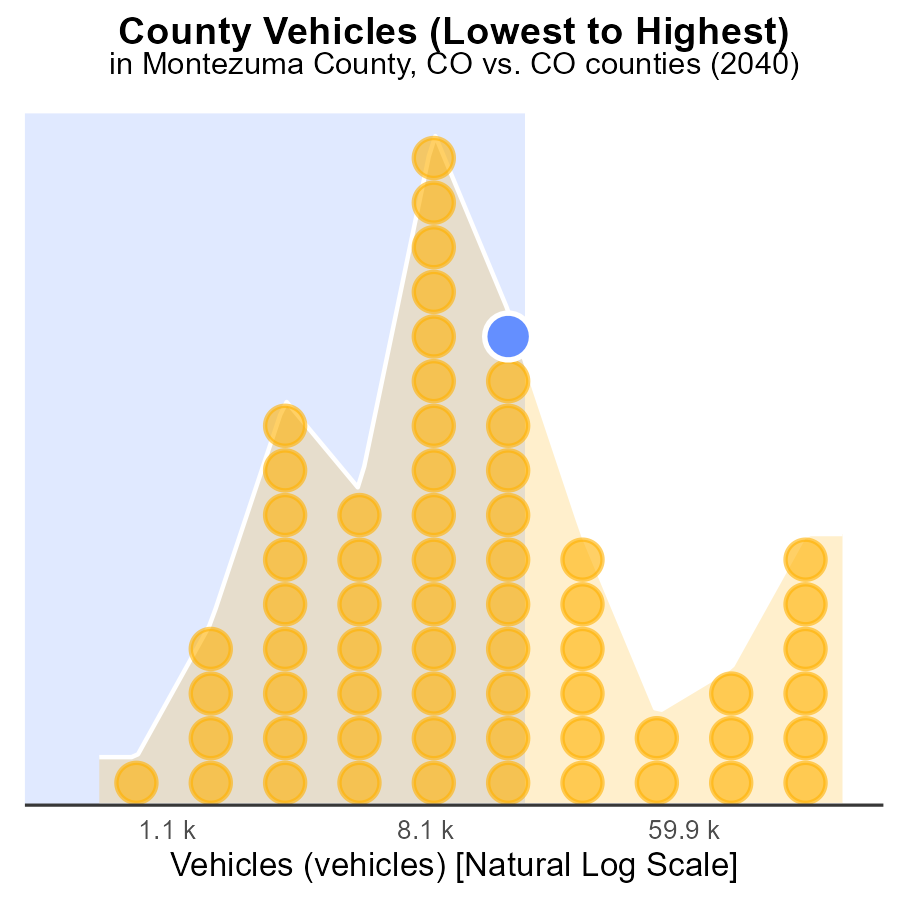 County Vehicles (Lowest to Highest)
in Montezuma County, CO vs. CO counties (2040)
1.1 k 8.1 k 59.9 k
Vehicles (vehicles) [Natural Log Scale]